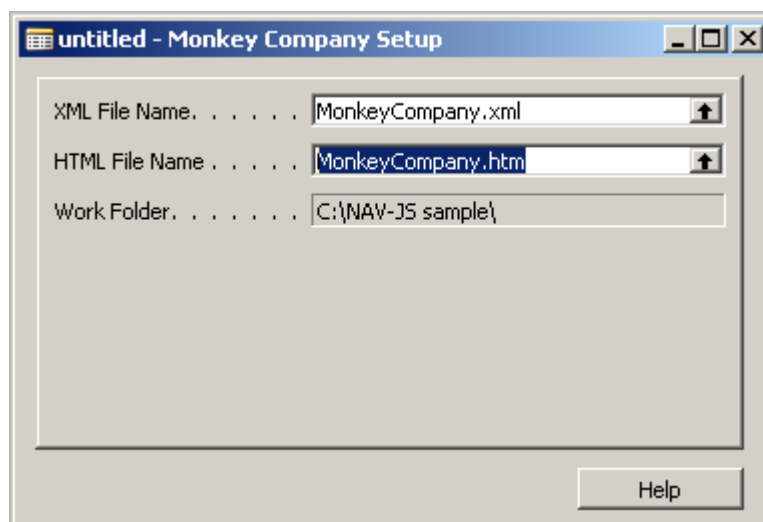 untitled - Monkey Company Setup
XML File Name. . . . . . MonkeyCompany.xml
HTML File Name . . . . . MonkeyCompany.htm
Work Folder. . . . . . . C:\NAV-JS sample\
Help